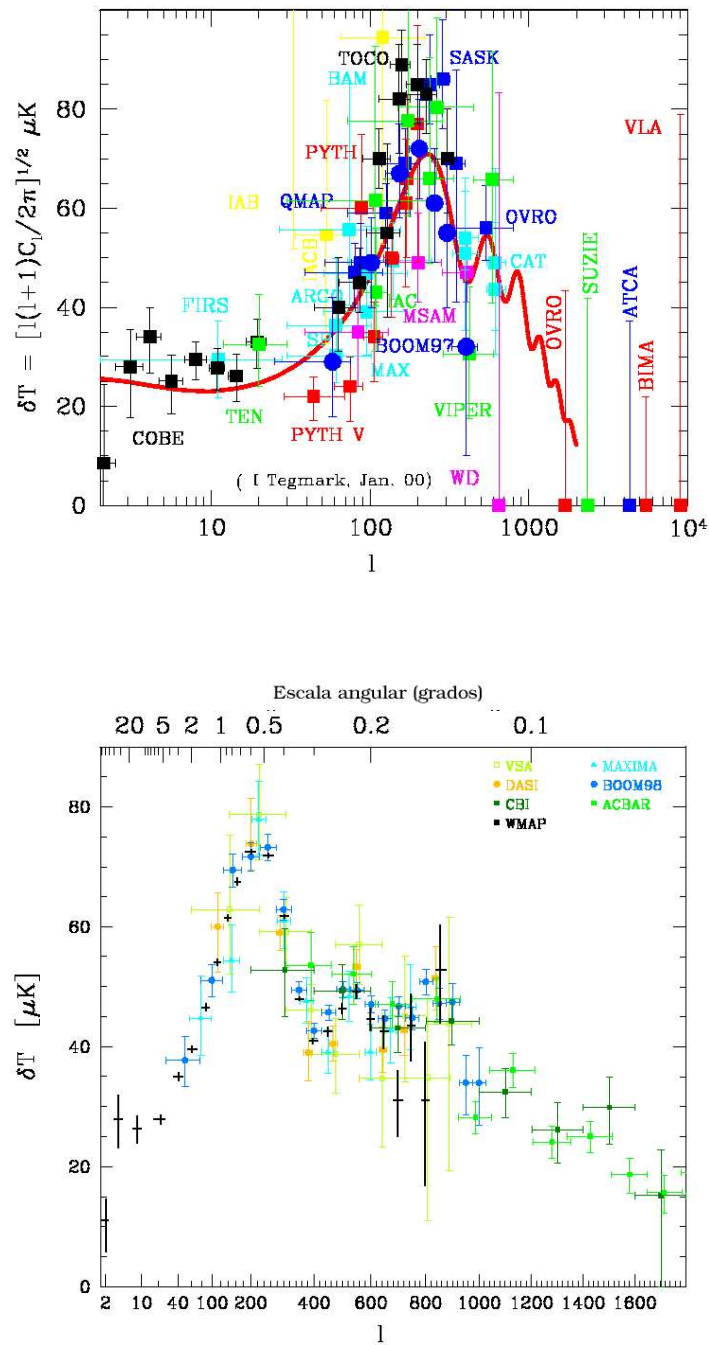 TOCO
SASK
BAM
VLA
PYTH
IAB
QMAP
OVRO
IACB
CAT
SUZIE
ATCA
FIRS
ARGO
IAC
MSAM
OVRO
BOOM97
MAX
BIMA
COBE
TEN
PYTH V
VIPER
WD
Tegmark, Jan. 00)
80
60
40
20
0
10
100
1000
10⁴
δT = [l(l+1)C_l/2π]^{1/2} μK
l
Escala angular (grados)
20 5 2 1 0.5 0.2 0.1
VSA
MAXIMA
DASI
BOOM98
CBI
ACBAR
WMAP
80
60
40
20
0
δT [μK]
2 10 40 100 200 400 600 800 1000 1200 1400 1600
l